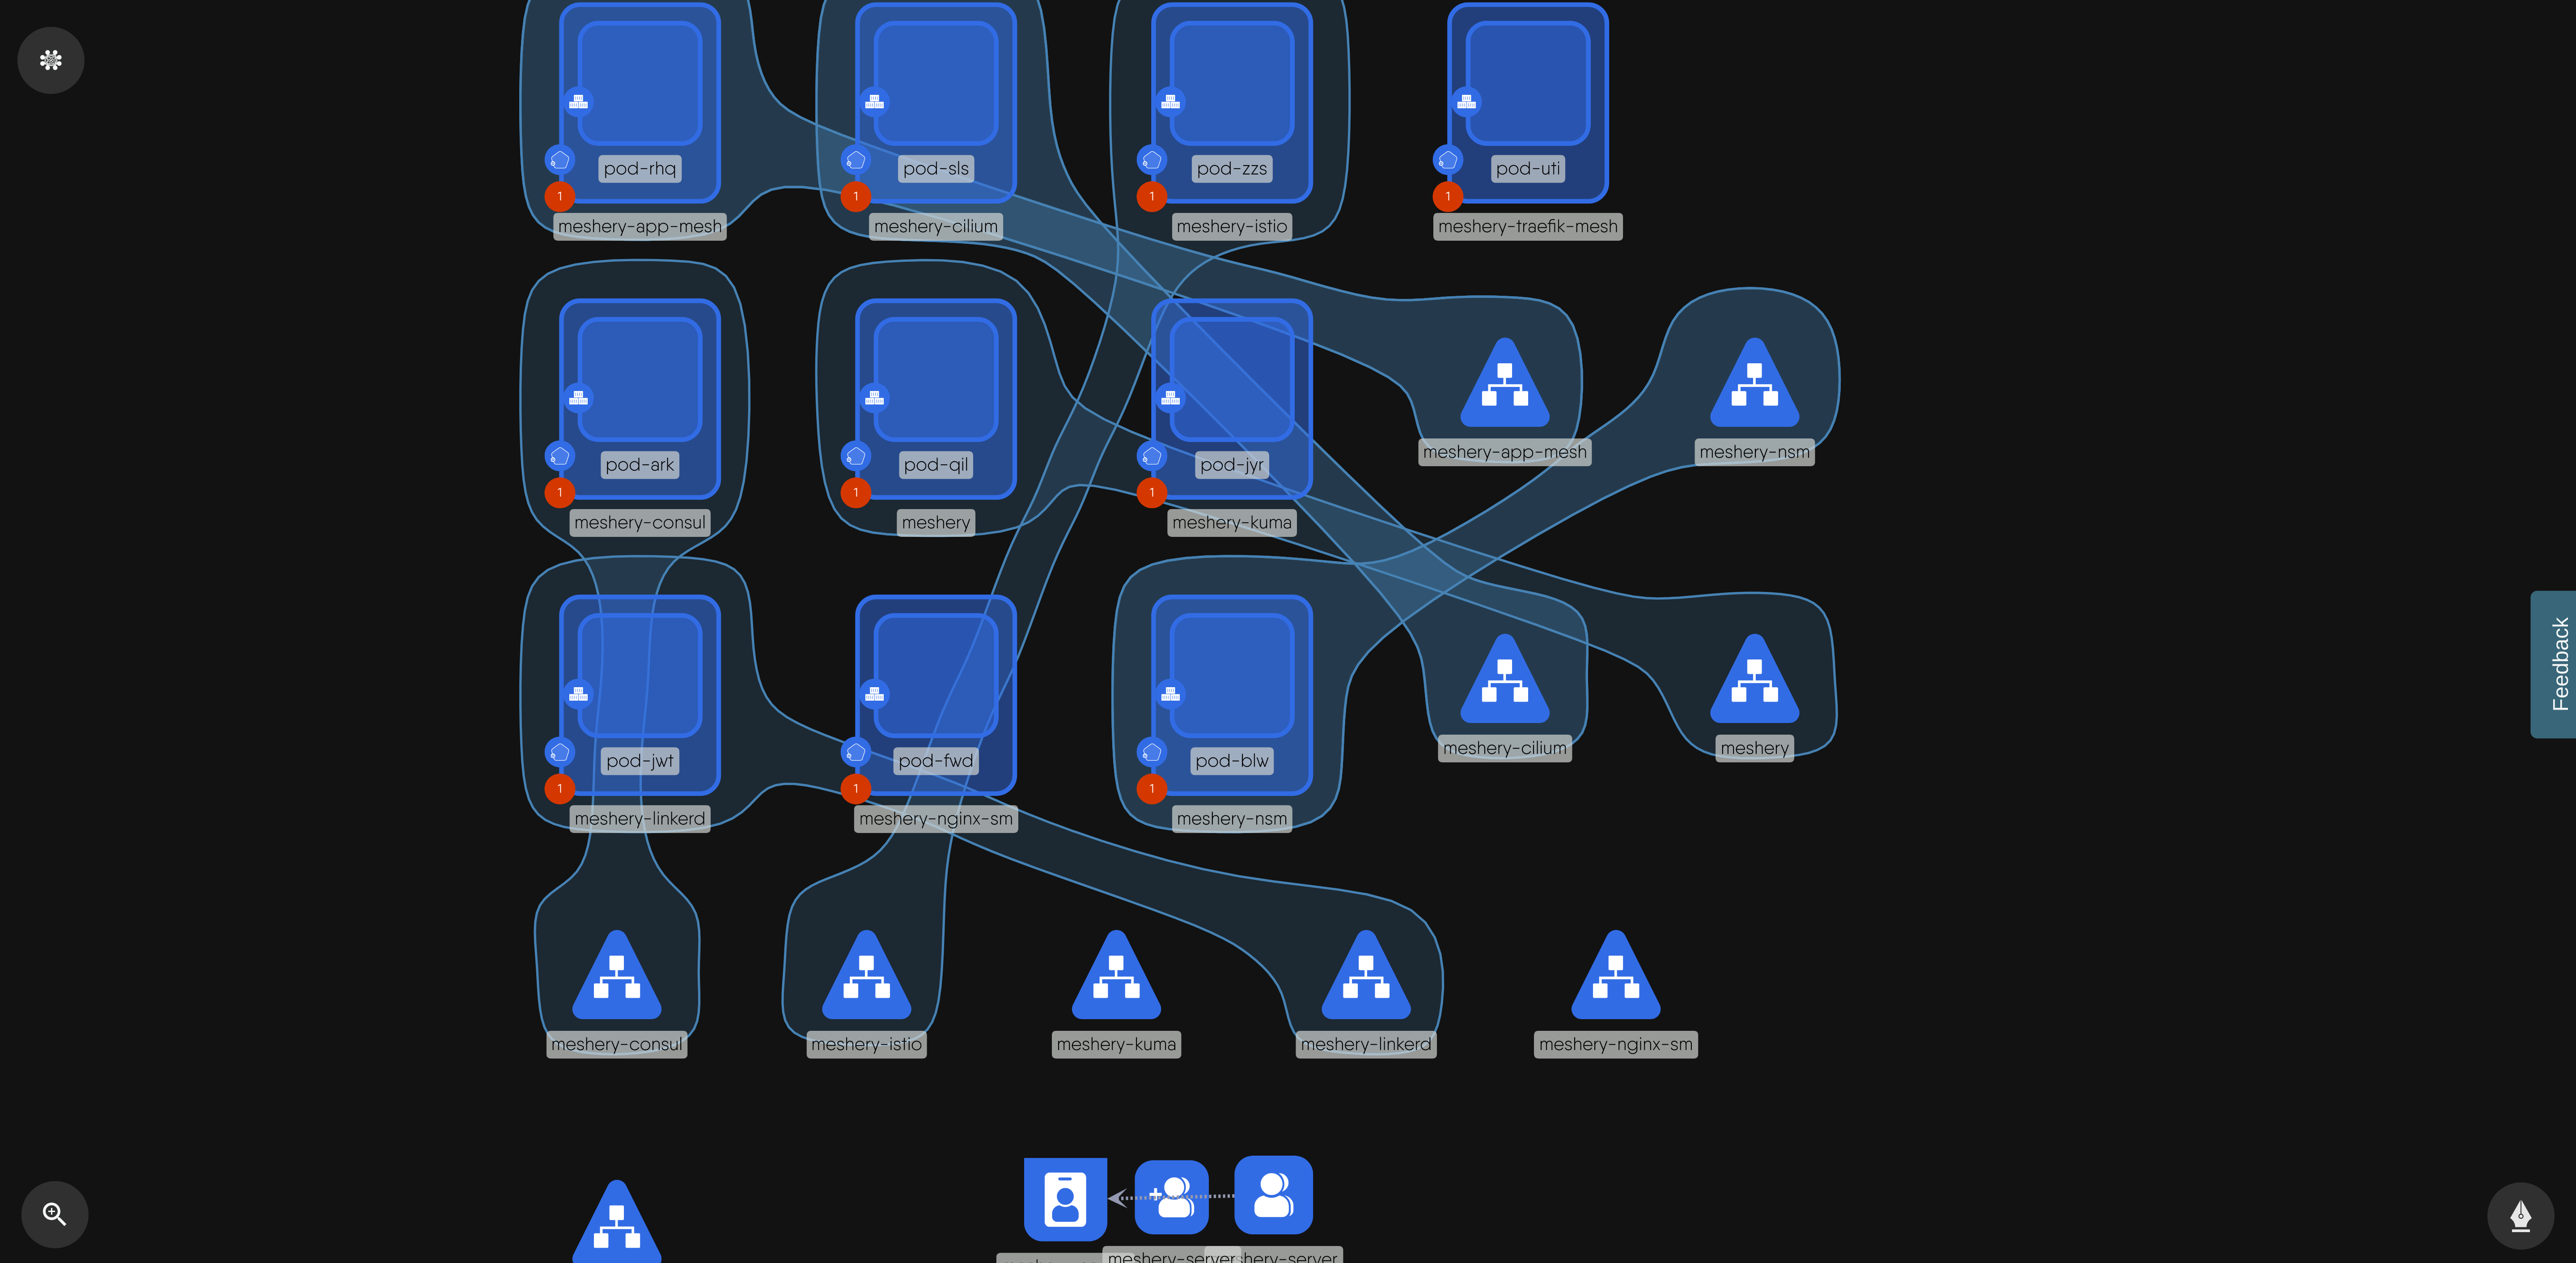 pod-rhq
pod-sls
pod-zzs
pod-uti
1
1
1
1
meshery-app-mesh
meshery-cilium
meshery-istio
meshery-traefik-mesh
pod-ark
pod-qil
pod-jyr
meshery-app-mesh
meshery-nsm
1
1
1
meshery-consul
meshery
meshery-kuma
Feedback
pod-jwt
pod-fwd
pod-blw
meshery-cilium
meshery
1
1
1
meshery-linkerd
meshery-nginx-sm
meshery-nsm
meshery-consul
meshery-istio
meshery-kuma
meshery-linkerd
meshery-nginx-sm
meshery-server
hery-server